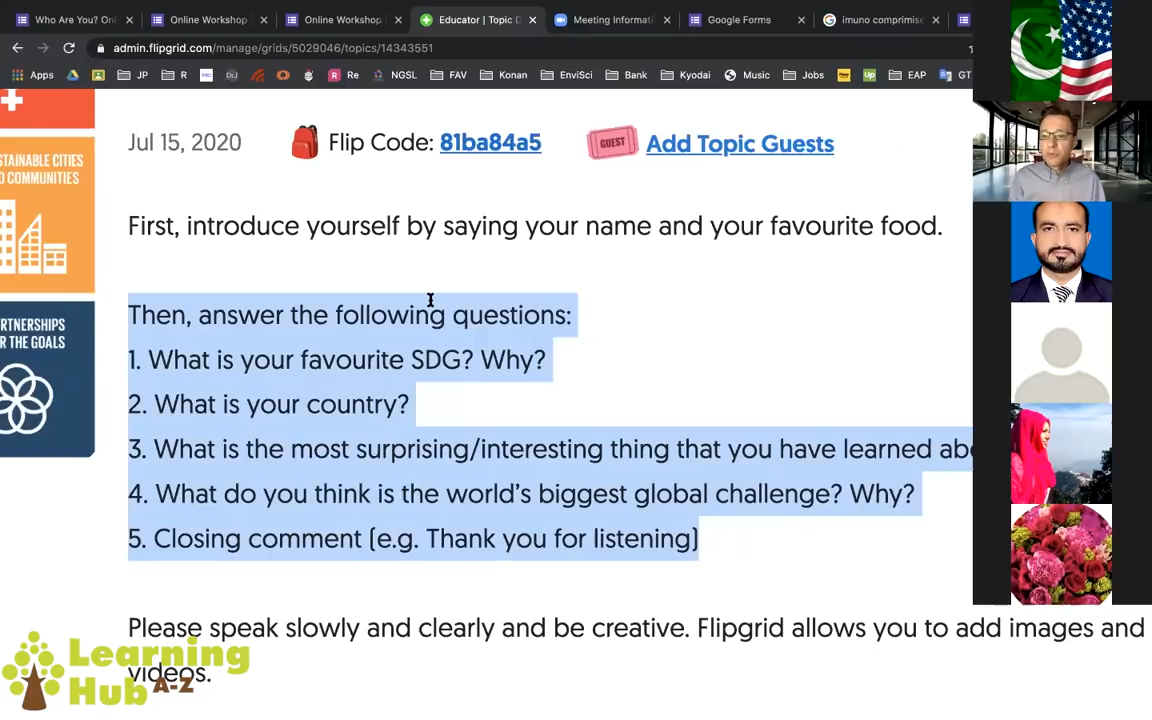 Who Are You? Onl
Online Workshop
Online Workshop
Educator | Topic D
Meeting Informati
Google Forms
imuno comprimise
admin.flipgrid.com/manage/grids/5029046/topics/14343551
Apps JP R Re NGSL FAV Konan EnviSci Bank Kyodai Music Jobs Up EAP GT
STAINABLE CITIES
D COMMUNITIES
RTNERSHIPS
R THE GOALS
Jul 15, 2020 Flip Code: 81ba84a5 GUEST Add Topic Guests
First, introduce yourself by saying your name and your favourite food.
Then, answer the following questions:
1. What is your favourite SDG? Why?
2. What is your country?
3. What is the most surprising/interesting thing that you have learned abo
4. What do you think is the world's biggest global challenge? Why?
5. Closing comment (e.g. Thank you for listening)
Please speak slowly and clearly and be creative. Flipgrid allows you to add images and
videos.
Learning
Hub A-Z